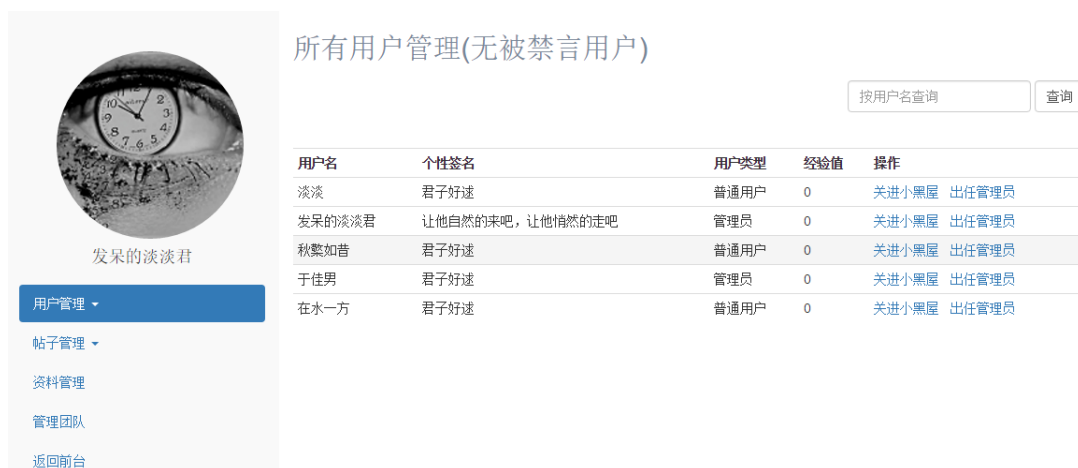 所有用户管理(无被禁言用户)
按用户名查询 查询
用户名 个性签名 用户类型 经验值 操作
淡淡 君子好逑 普通用户 0 关进小黑屋 出任管理员
发呆的淡淡君 让他自然的来吧，让他悄然的走吧 管理员 0 关进小黑屋 出任管理员
秋繁如昔 君子好逑 普通用户 0 关进小黑屋 出任管理员
于佳男 君子好逑 管理员 0 关进小黑屋 出任管理员
在水一方 君子好逑 普通用户 0 关进小黑屋 出任管理员
发呆的淡淡君
用户管理
帖子管理
资料管理
管理团队
返回前台